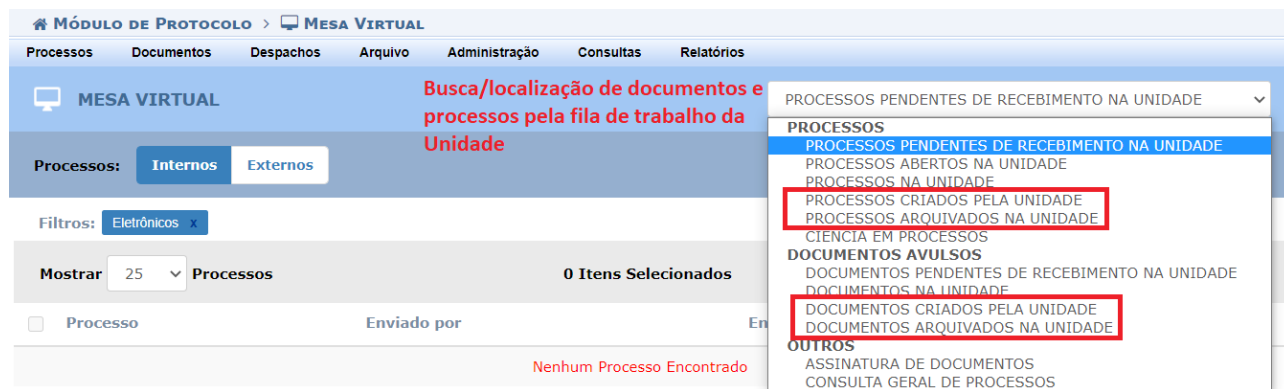 MÓDULO DE PROTOCOLO > MESA VIRTUAL
Processos Documentos Despachos Arquivo Administração Consultas Relatórios
MESA VIRTUAL
Busca/localização de documentos e
processos pela fila de trabalho da
Unidade
PROCESSOS PENDENTES DE RECEBIMENTO NA UNIDADE
PROCESSOS
PROCESSOS PENDENTES DE RECEBIMENTO NA UNIDADE
PROCESSOS ABERTOS NA UNIDADE
PROCESSOS NA UNIDADE
PROCESSOS CRIADOS PELA UNIDADE
PROCESSOS ARQUIVADOS NA UNIDADE
CIÊNCIA EM PROCESSOS
DOCUMENTOS AVULSOS
DOCUMENTOS PENDENTES DE RECEBIMENTO NA UNIDADE
DOCUMENTOS NA UNIDADE
DOCUMENTOS CRIADOS PELA UNIDADE
DOCUMENTOS ARQUIVADOS NA UNIDADE
OUTROS
ASSINATURA DE DOCUMENTOS
CONSULTA GERAL DE PROCESSOS
Processos: Internos Externos
Filtros: Eletrônicos x
Mostrar 25 Processos 0 Itens Selecionados
Processo Enviado por En
Nenhum Processo Encontrado